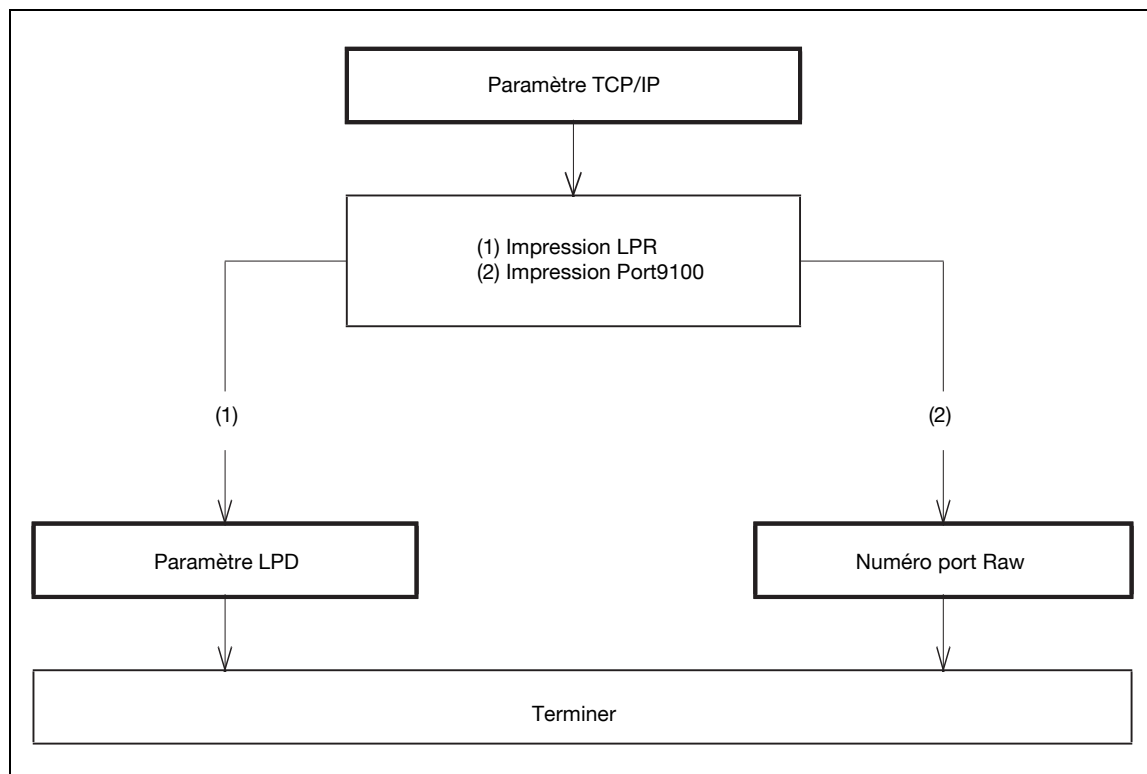 Paramètre TCP/IP
(1) Impression LPR
(2) Impression Port9100
(1)
(2)
Paramètre LPD
Numéro port Raw
Terminer